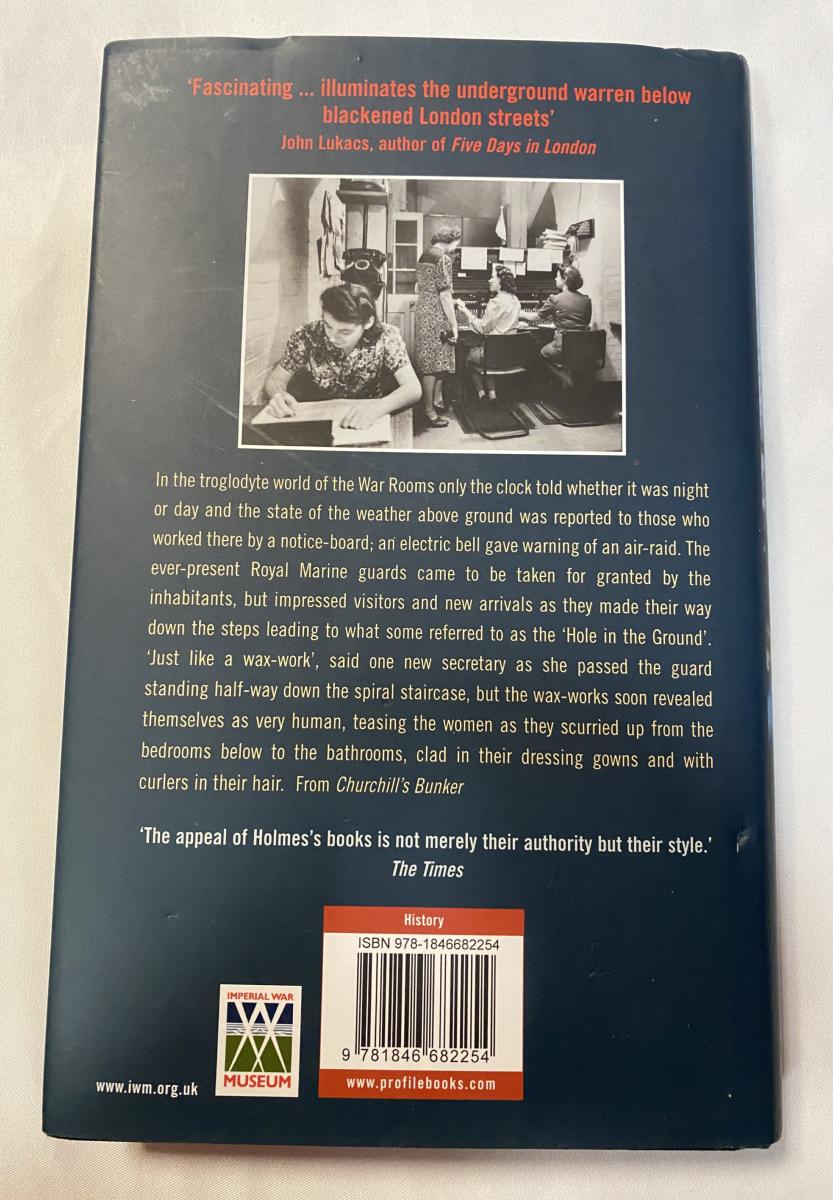 ‘Fascinating ... illuminates the underground warren below
blackened London streets’
John Lukacs, author of Five Days in London
In the troglodyte world of the War Rooms only the clock told whether it was night
or day and the state of the weather above ground was reported to those who
worked there by a notice-board; an electric bell gave warning of an air-raid. The
ever-present Royal Marine guards came to be taken for granted by the
inhabitants, but impressed visitors and new arrivals as they made their way
down the steps leading to what some referred to as the ‘Hole in the Ground’.
‘Just like a wax-work’, said one new secretary as she passed the guard
standing half-way down the spiral staircase, but the wax-works soon revealed
themselves as very human, teasing the women as they scurried up from the
bedrooms below to the bathrooms, clad in their dressing gowns and with
curlers in their hair. From Churchill’s Bunker
‘The appeal of Holmes’s books is not merely their authority but their style.’
The Times
History
ISBN 978-1846682254
9 781846 682254
www.profilebooks.com
IMPERIAL WAR
MUSEUM
www.iwm.org.uk